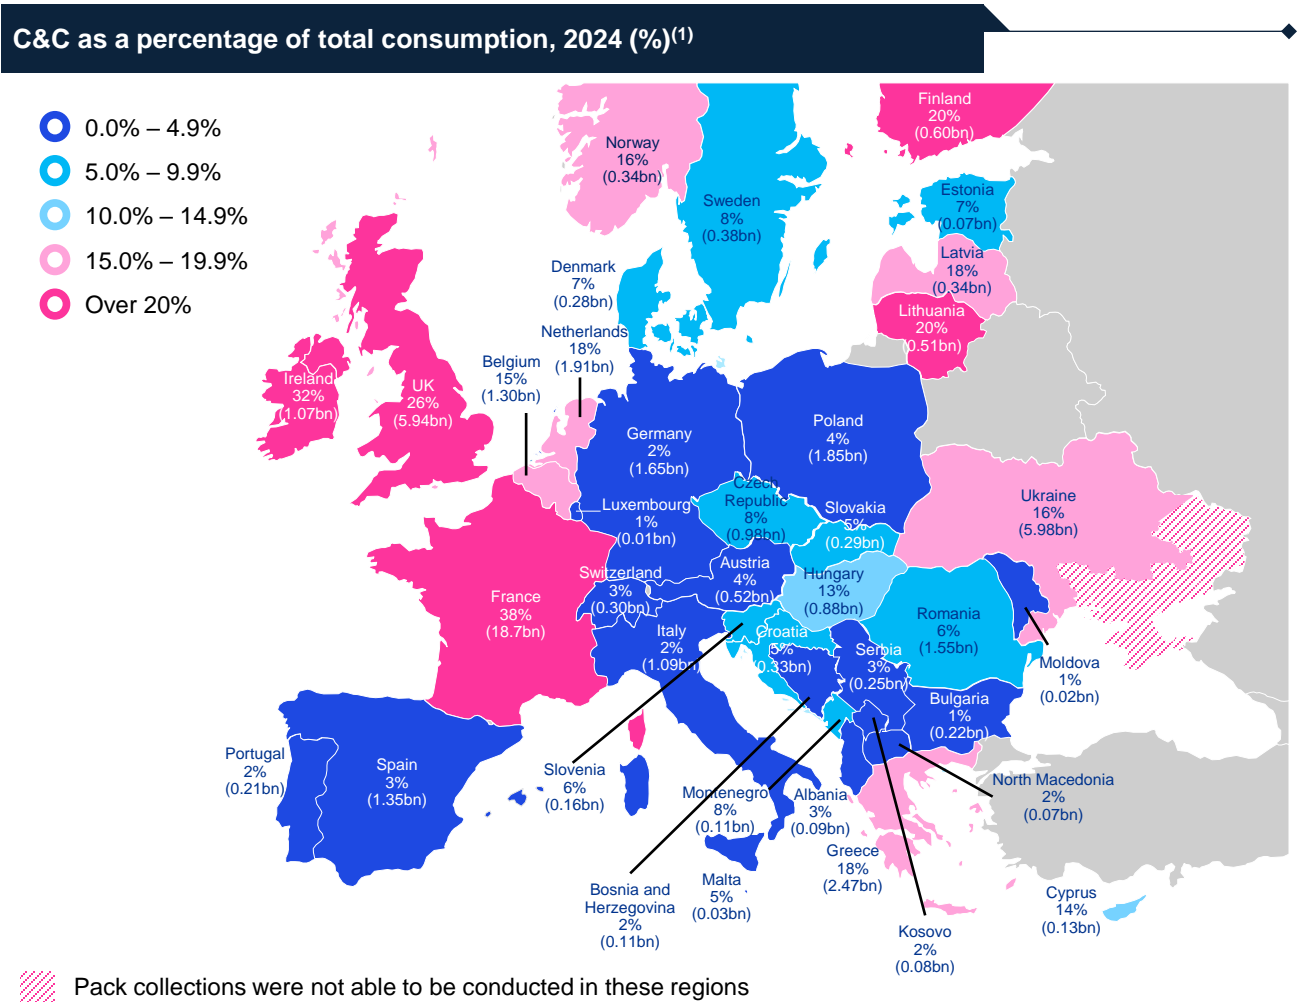 C&C as a percentage of total consumption, 2024 (%)(1)
0.0% – 4.9%
5.0% – 9.9%
10.0% – 14.9%
15.0% – 19.9%
Over 20%
Finland
20%
(0.60bn)
Norway
16%
(0.34bn)
Sweden
8%
(0.38bn)
Estonia
7%
(0.07bn)
Latvia
18%
(0.34bn)
Lithuania
20%
(0.51bn)
Denmark
7%
(0.28bn)
Netherlands
18%
(1.91bn)
Belgium
15%
(1.30bn)
Ireland
32%
(1.07bn)
UK
26%
(5.94bn)
Germany
2%
(1.65bn)
Poland
4%
(1.85bn)
Czech
Republic
8%
(0.98bn)
Luxembourg
1%
(0.01bn)
Slovakia
5%
(0.29bn)
Ukraine
16%
(5.98bn)
Austria
4%
(0.52bn)
Switzerland
3%
(0.30bn)
Hungary
13%
(0.88bn)
France
38%
(18.7bn)
Romania
6%
(1.55bn)
Italy
2%
(1.09bn)
Croatia
5%
(0.33bn)
Serbia
3%
(0.25bn)
Moldova
1%
(0.02bn)
Bulgaria
1%
(0.22bn)
Portugal
2%
(0.21bn)
Spain
3%
(1.35bn)
Slovenia
6%
(0.16bn)
Montenegro
8%
(0.11bn)
Albania
3%
(0.09bn)
North Macedonia
2%
(0.07bn)
Greece
18%
(2.47bn)
Bosnia and
Herzegovina
2%
(0.11bn)
Malta
5%
(0.03bn)
Kosovo
2%
(0.08bn)
Cyprus
14%
(0.13bn)
Pack collections were not able to be conducted in these regions